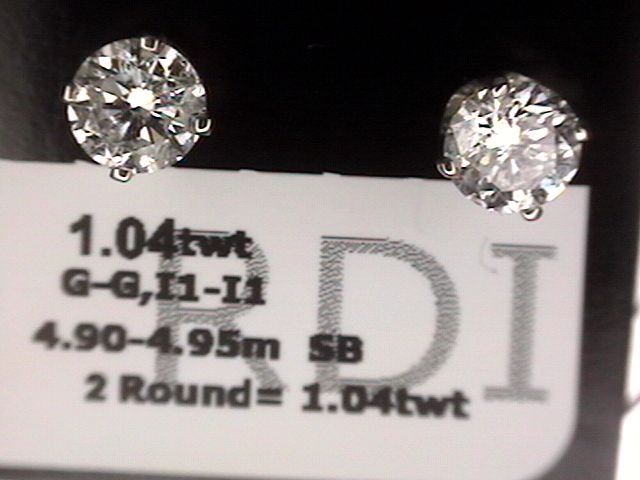 1.04twt
G-G,I1-I1
4.90-4.95m SB
2 Round= 1.04twt
RDI